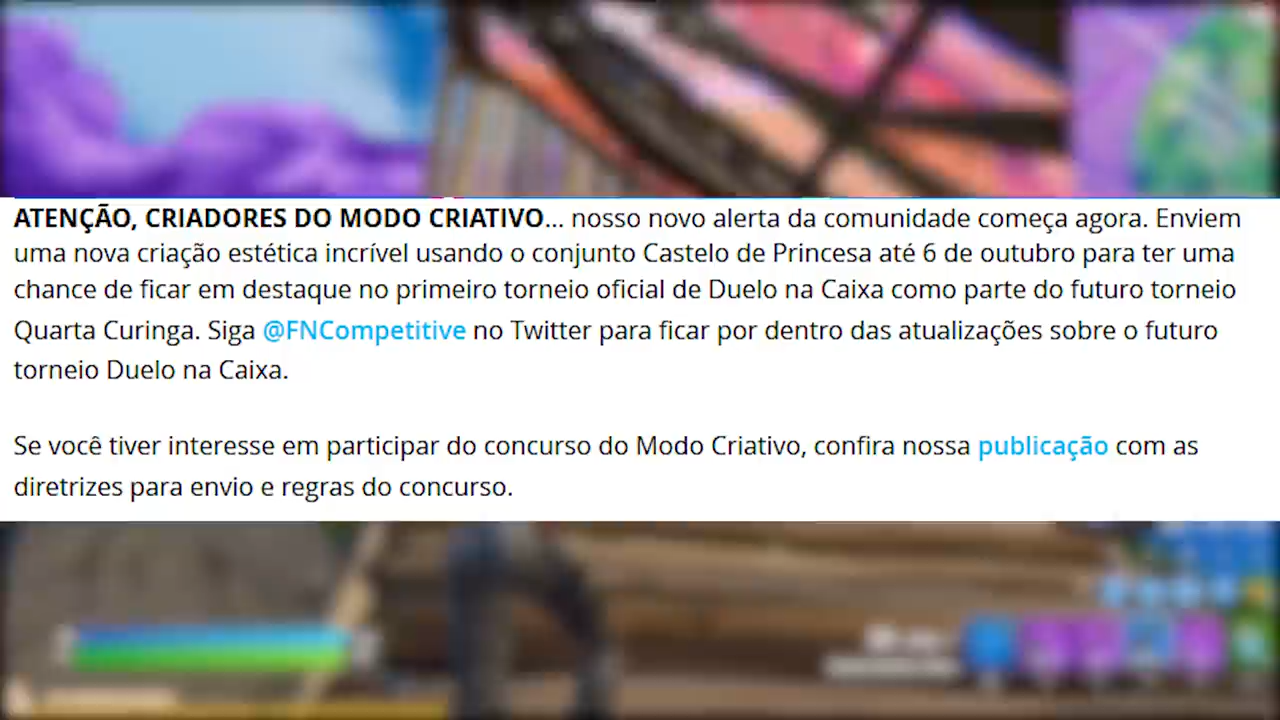 ATENÇÃO, CRIADORES DO MODO CRIATIVO... nosso novo alerta da comunidade começa agora. Enviem
uma nova criação estética incrível usando o conjunto Castelo de Princesa até 6 de outubro para ter uma
chance de ficar em destaque no primeiro torneio oficial de Duelo na Caixa como parte do futuro torneio
Quarta Curinga. Siga @FNCompetitive no Twitter para ficar por dentro das atualizações sobre o futuro
torneio Duelo na Caixa.
Se você tiver interesse em participar do concurso do Modo Criativo, confira nossa publicação com as
diretrizes para envio e regras do concurso.